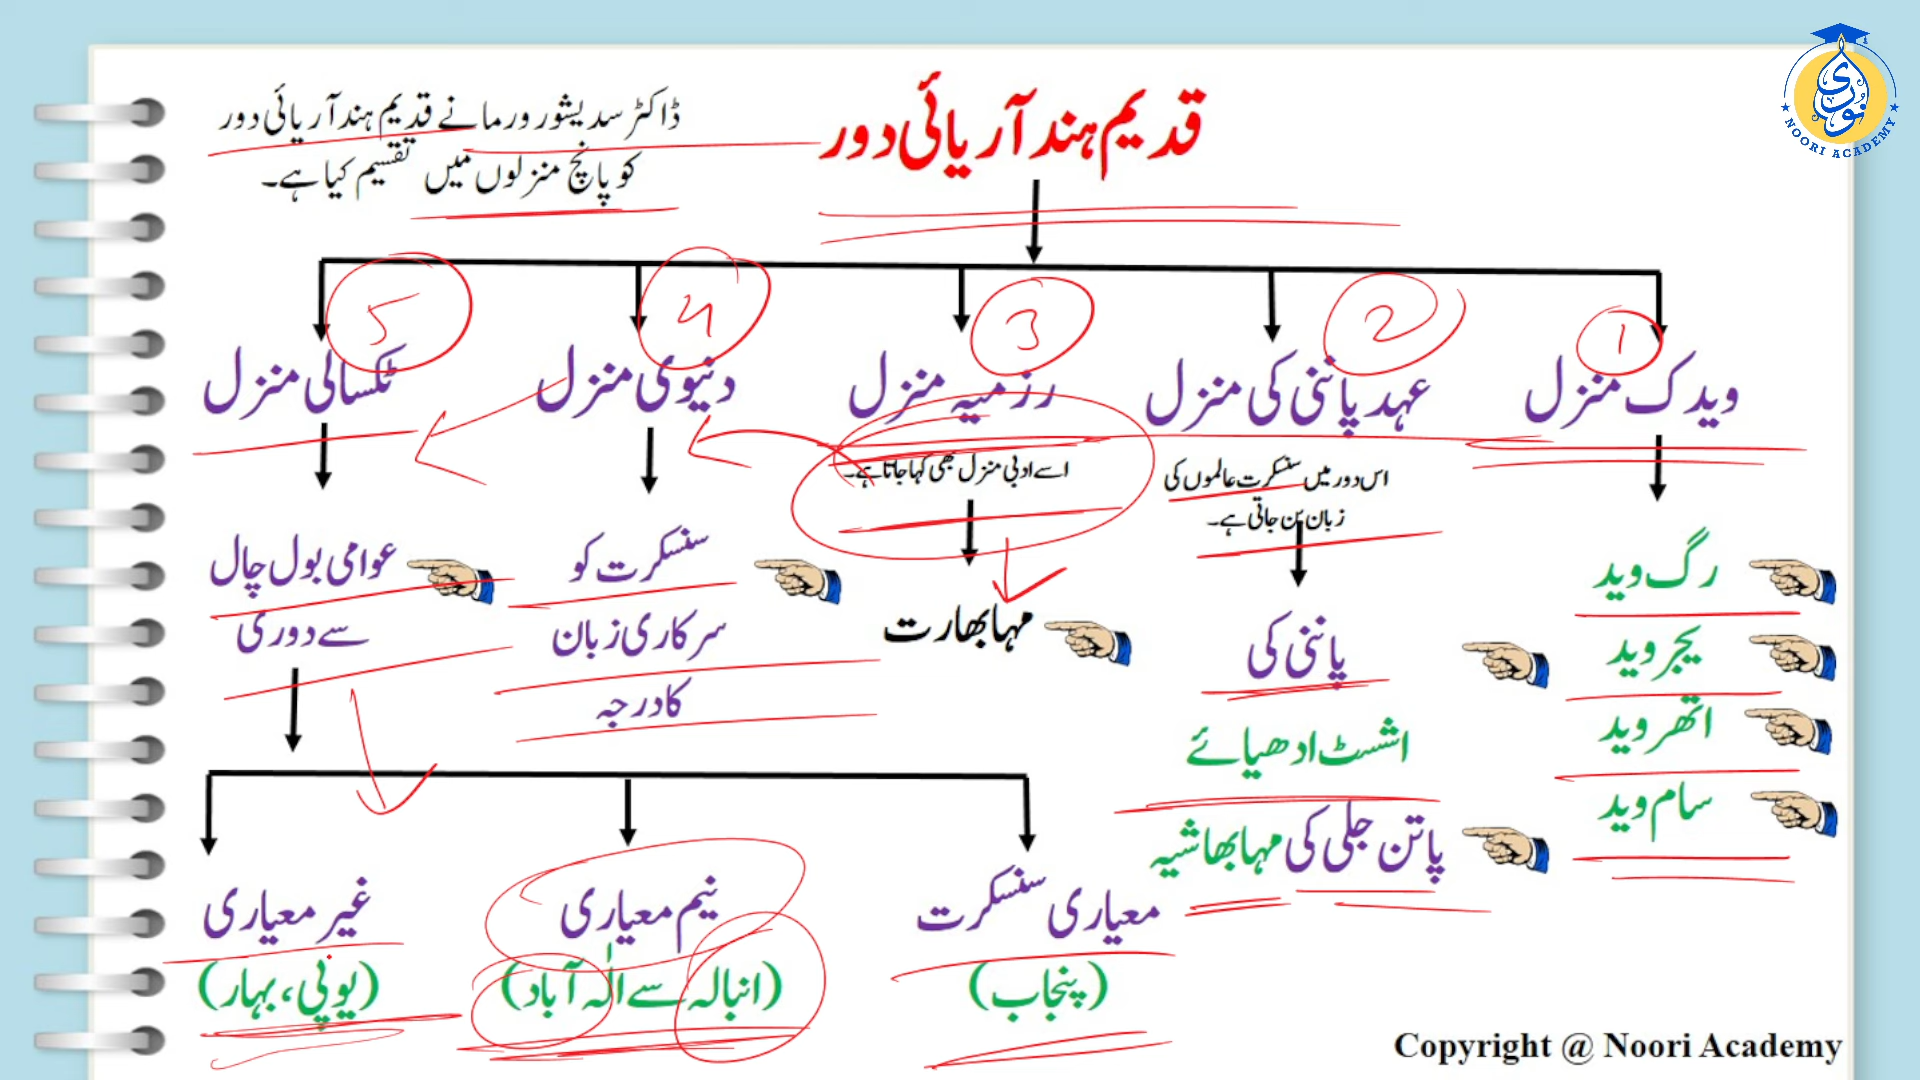 قدیم ہند آریائی دور
ڈاکٹر سدیشور ورما نے قدیم ہند آریائی دور
کو پانچ منزلوں میں تقسیم کیا ہے۔
نوری
NOORI ACADEMY
1
2
3
4
5
ویدک منزل
عہد پاننی کی منزل
رزمیہ منزل
دنیوی منزل
ٹکسالی منزل
رگ وید
یجر وید
اتھر وید
سام وید
اس دور میں سنسکرت عالموں کی
زبان بن جاتی ہے۔
پاننی کی
اشٹ ادھیائے
پاتن جلی کی مہابھاشیہ
اسے ادبی منزل بھی کہا جاتا ہے۔
مہابھارت
سنسکرت کو
سرکاری زبان
کا درجہ
عوامی بول چال
سے دوری
معیاری سنسکرت
(پنجاب)
نیم معیاری
(انبالہ سے الٰہ آباد)
غیر معیاری
(یوپی، بہار)
Copyright @ Noori Academy